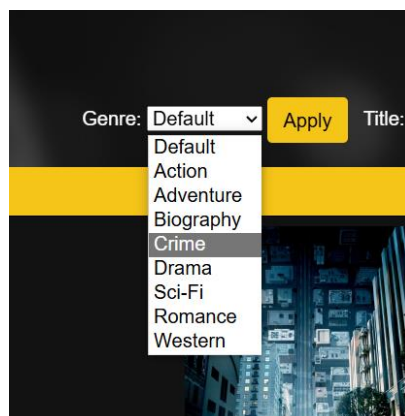 Genre: Default Apply Title:
Default
Action
Adventure
Biography
Crime
Drama
Sci-Fi
Romance
Western